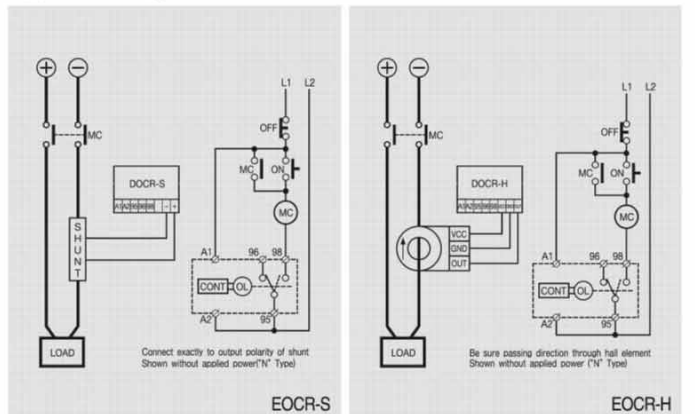 +
−
L1
L2
OFF
MC
MC
ON
MC
DOCR-S
− +
SHUNT
A1
96
98
CONT
OL
A2
95
LOAD
Connect exactly to output polarity of shunt
Shown without applied power("N" Type)
EOCR-S
+
−
L1
L2
OFF
MC
MC
ON
MC
DOCR-H
VCC
GND
OUT
A1
96
98
CONT
OL
A2
95
LOAD
Be sure passing direction through hall element
Shown without applied power ("N" Type)
EOCR-H